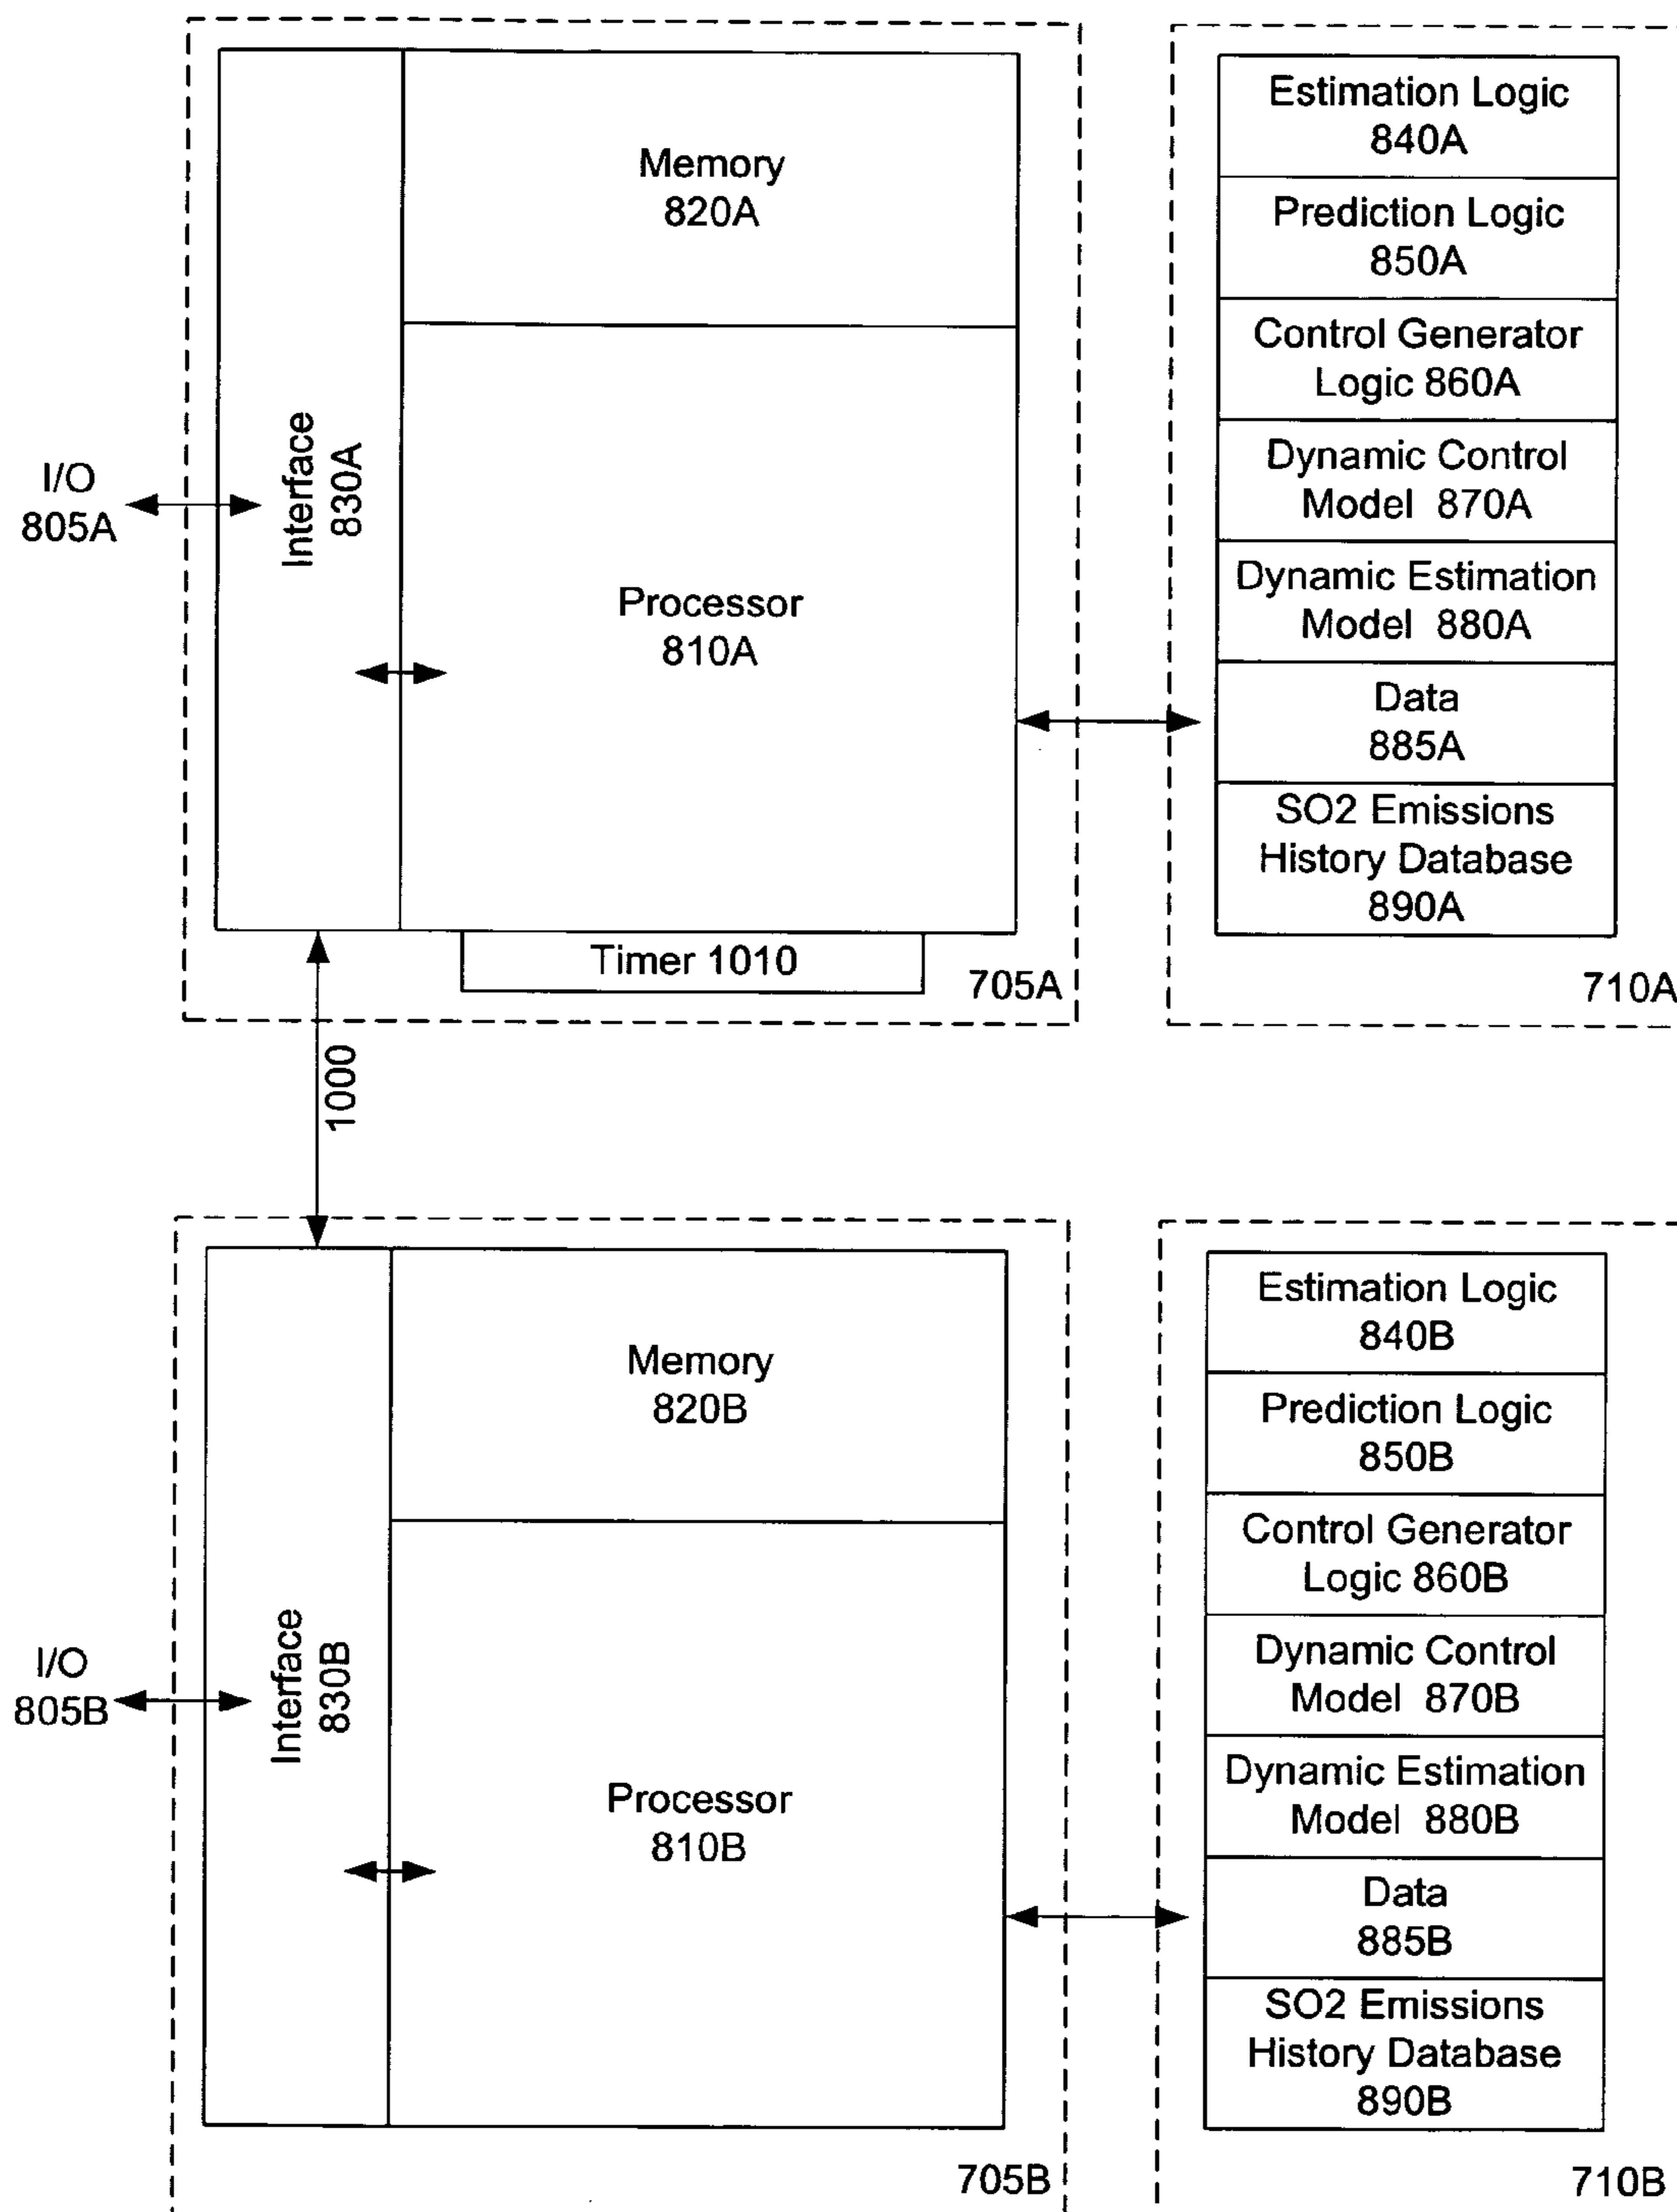 Memory
820A
Interface
830A
Processor
810A
I/O
805A
Timer 1010
705A
Estimation Logic
840A
Prediction Logic
850A
Control Generator
Logic 860A
Dynamic Control
Model 870A
Dynamic Estimation
Model 880A
Data
885A
SO2 Emissions
History Database
890A
710A
1000
Memory
820B
Interface
830B
Processor
810B
I/O
805B
705B
Estimation Logic
840B
Prediction Logic
850B
Control Generator
Logic 860B
Dynamic Control
Model 870B
Dynamic Estimation
Model 880B
Data
885B
SO2 Emissions
History Database
890B
710B